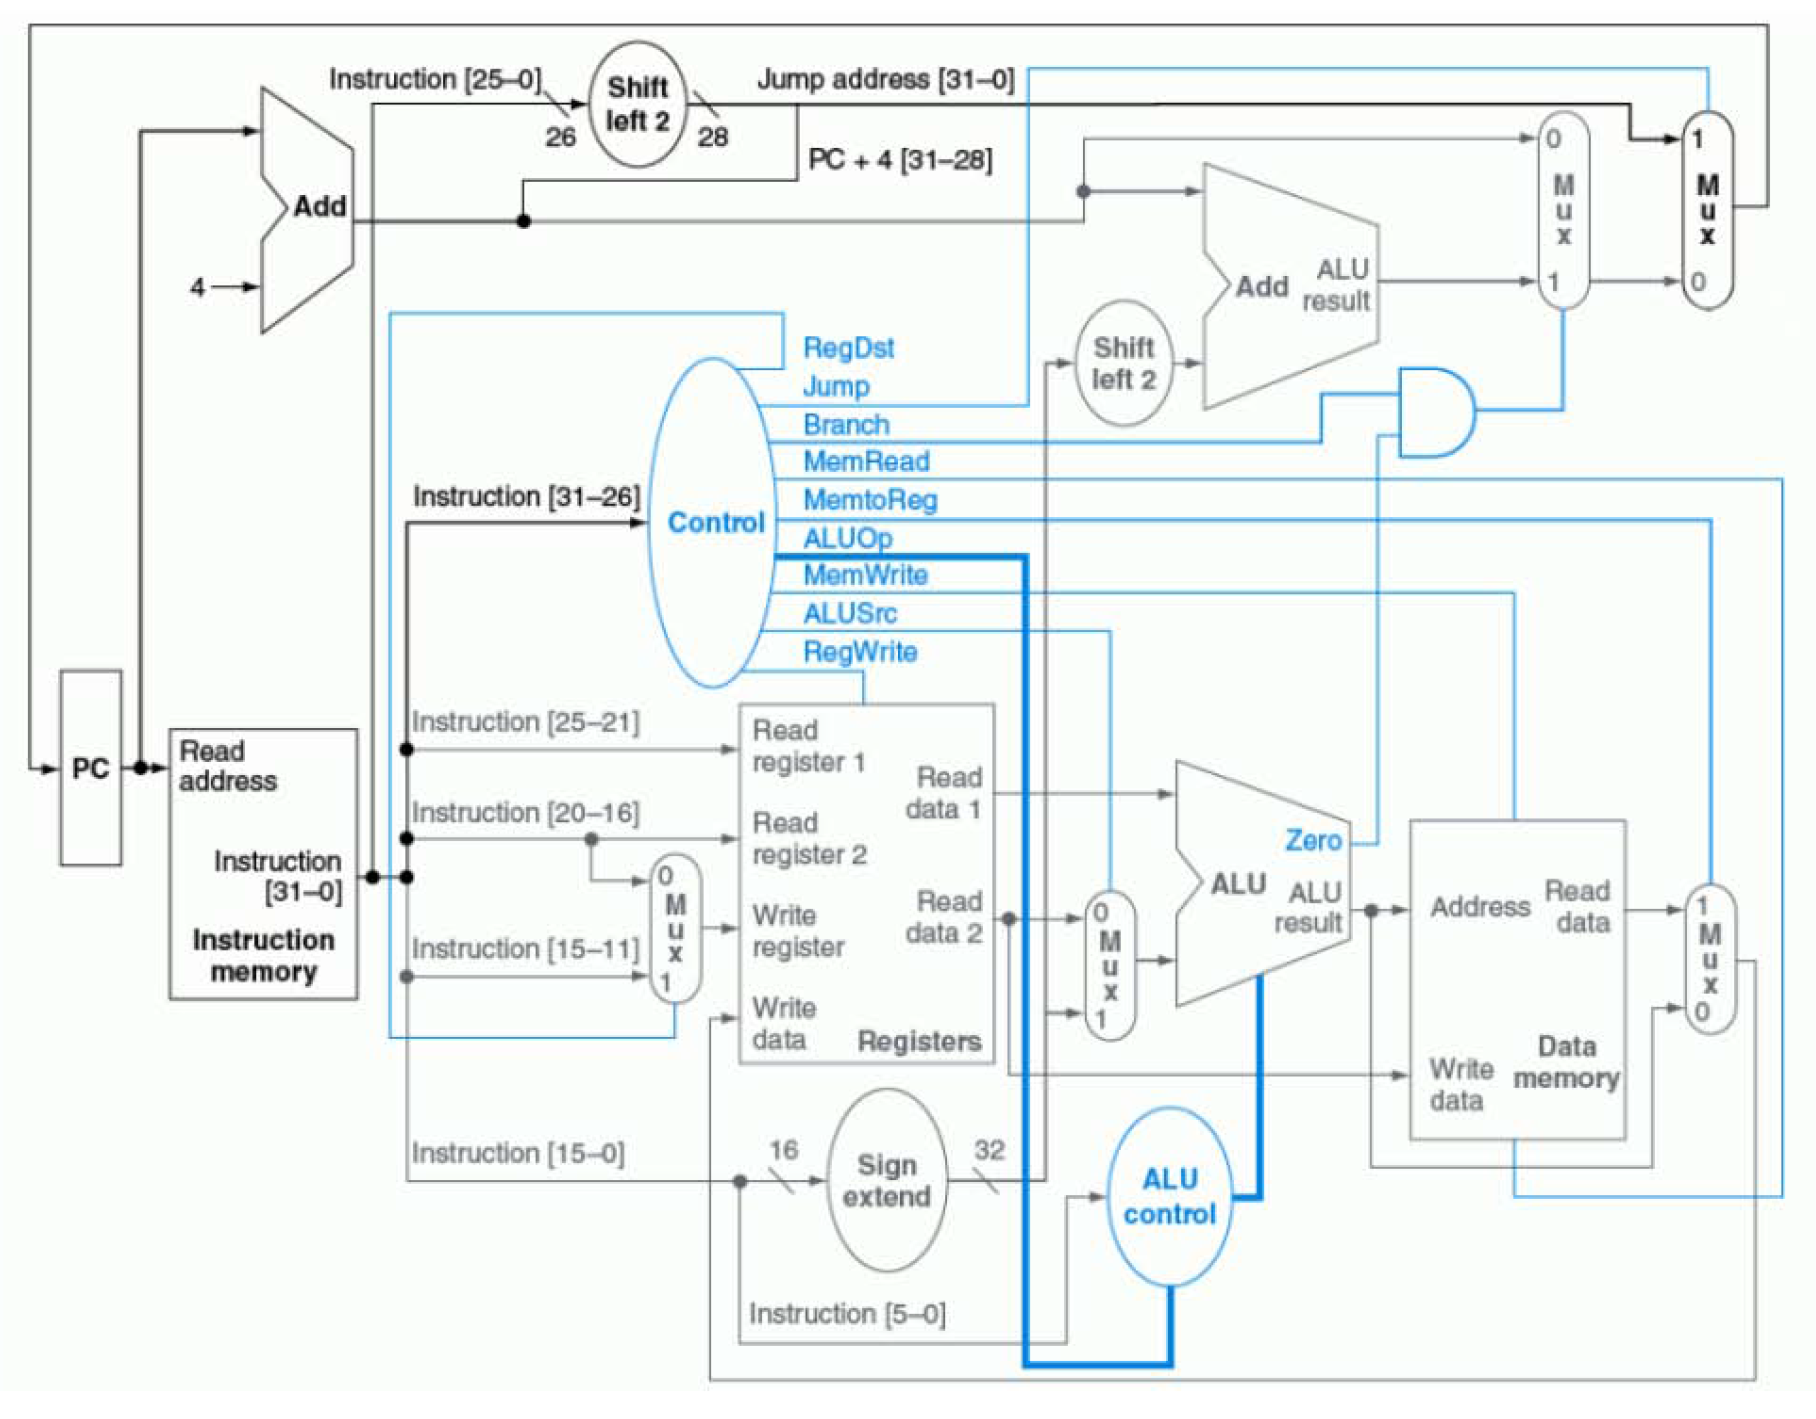 Instruction [25–0]
26
Shift
left 2
28
Jump address [31–0]
PC + 4 [31–28]
Add
4
0
M
u
x
1
1
M
u
x
0
Add
ALU
result
Shift
left 2
RegDst
Jump
Branch
MemRead
MemtoReg
ALUOp
MemWrite
ALUSrc
RegWrite
Control
Instruction [31–26]
PC
Read
address
Instruction
[31–0]
Instruction
memory
Instruction [25–21]
Instruction [20–16]
Instruction [15–11]
0
M
u
x
1
Read
register 1
Read
register 2
Write
register
Write
data
Read
data 1
Read
data 2
Registers
0
M
u
x
1
Zero
ALU
ALU
result
Address
Read
data
Write
data
Data
memory
1
M
u
x
0
Instruction [15–0]
16
Sign
extend
32
ALU
control
Instruction [5–0]